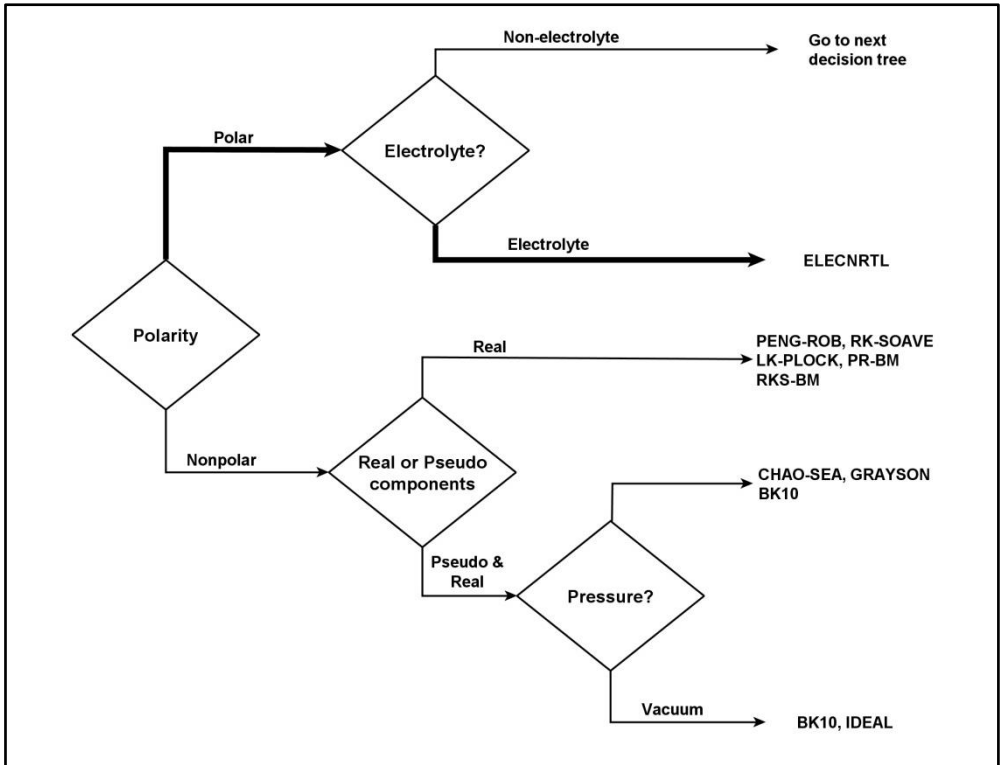 Non-electrolyte
Go to next
decision tree
Polar
Electrolyte?
Electrolyte
ELECNRTL
Polarity
Real
PENG-ROB, RK-SOAVE
LK-PLOCK, PR-BM
RKS-BM
Nonpolar
Real or Pseudo
components
CHAO-SEA, GRAYSON
BK10
Pseudo &
Real
Pressure?
Vacuum
BK10, IDEAL